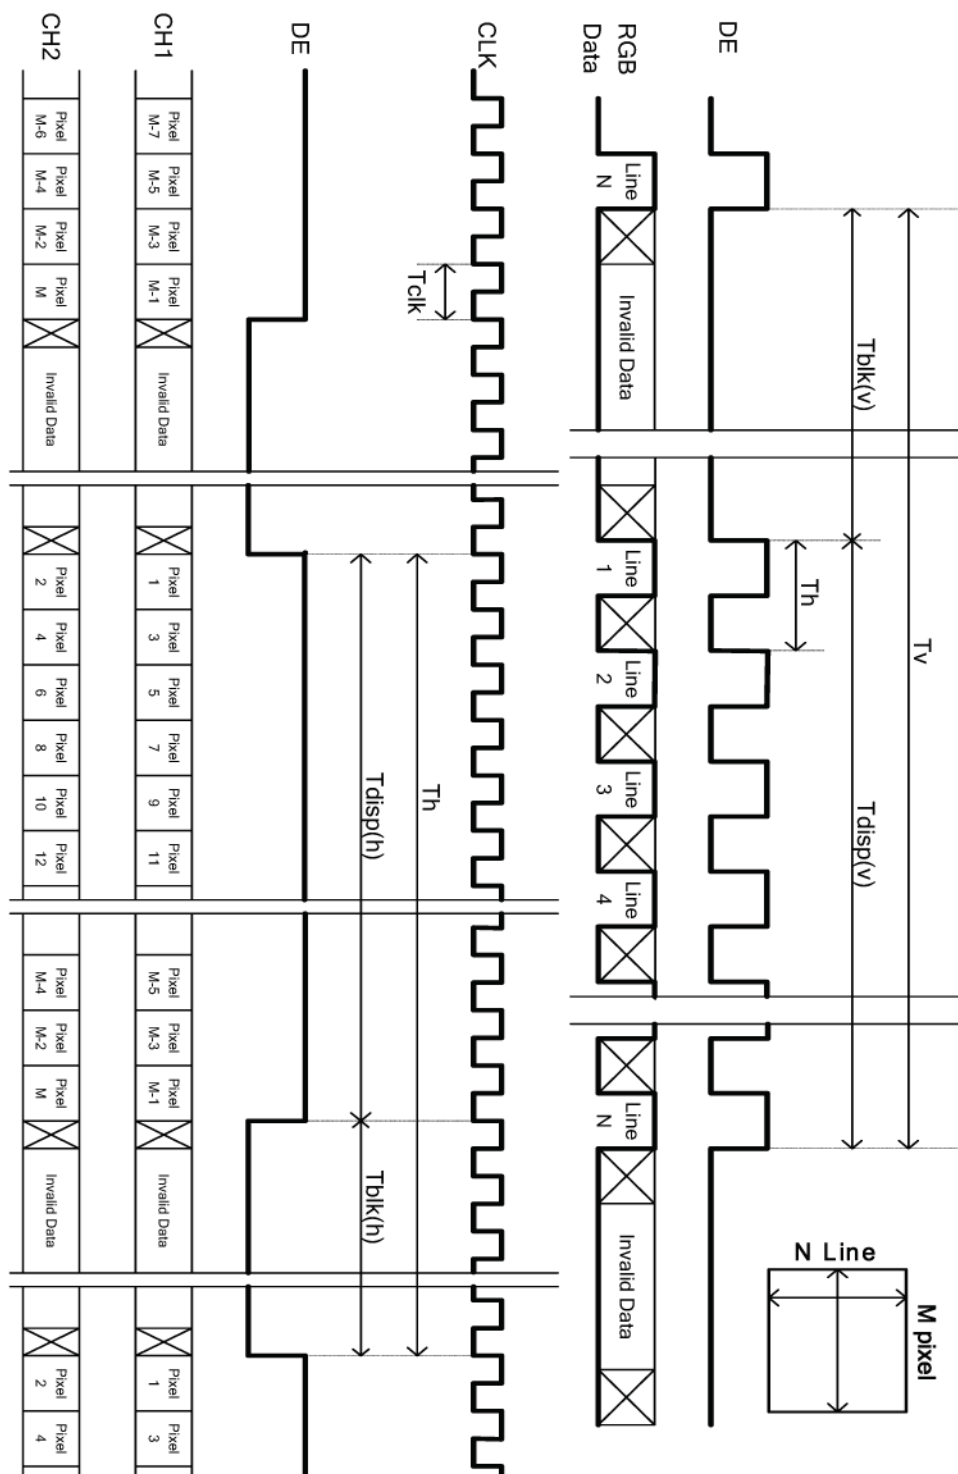 Tv
Tblk(v)
Tdisp(v)
Th
DE
RGB
Data
Line
N
Invalid Data
Line
1
Line
2
Line
3
Line
4
Line
N
Invalid Data
N Line
M pixel
CLK
Tclk
Th
Tdisp(h)
Tblk(h)
DE
CH1
Pixel
M-7
Pixel
M-5
Pixel
M-3
Pixel
M-1
Invalid Data
Pixel
1
Pixel
3
Pixel
5
Pixel
7
Pixel
9
Pixel
11
Pixel
M-5
Pixel
M-3
Pixel
M-1
Invalid Data
Pixel
1
Pixel
3
CH2
Pixel
M-6
Pixel
M-4
Pixel
M-2
Pixel
M
Invalid Data
Pixel
2
Pixel
4
Pixel
6
Pixel
8
Pixel
10
Pixel
12
Pixel
M-4
Pixel
M-2
Pixel
M
Invalid Data
Pixel
2
Pixel
4